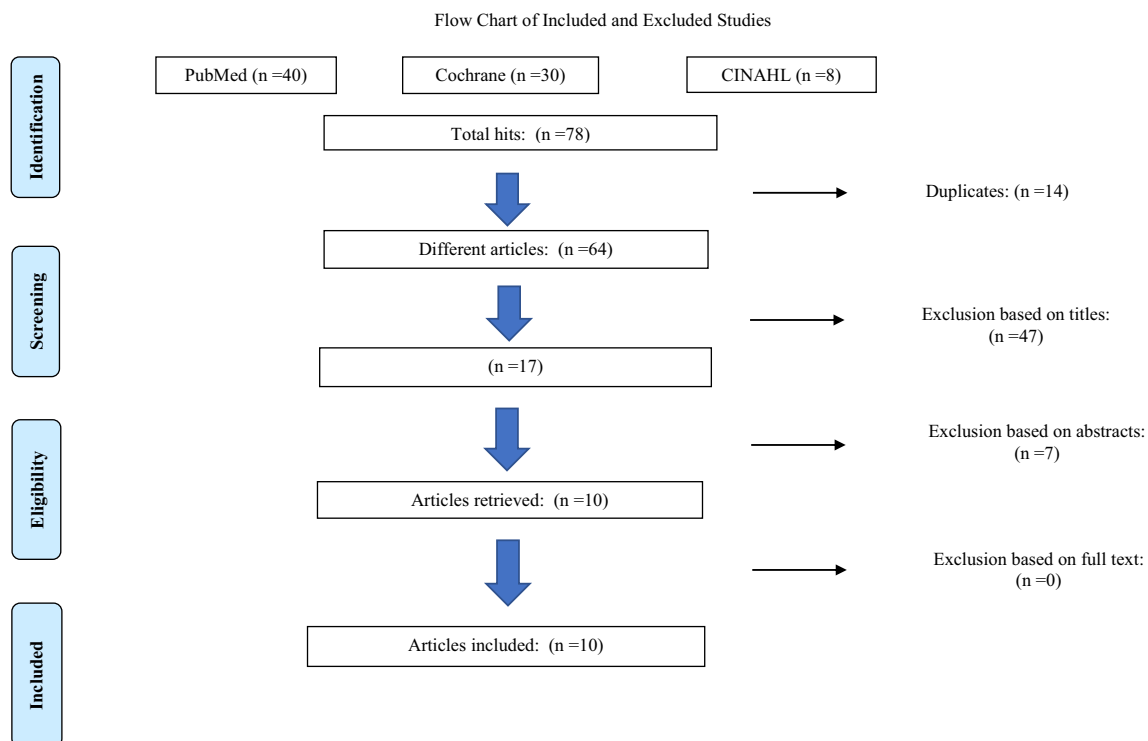 Flow Chart of Included and Excluded Studies
Identification
PubMed (n =40)
Cochrane (n =30)
CINAHL (n =8)
Total hits: (n =78)
Duplicates: (n =14)
Screening
Different articles: (n =64)
Exclusion based on titles:
(n =47)
(n =17)
Eligibility
Exclusion based on abstracts:
(n =7)
Articles retrieved: (n =10)
Exclusion based on full text:
(n =0)
Included
Articles included: (n =10)